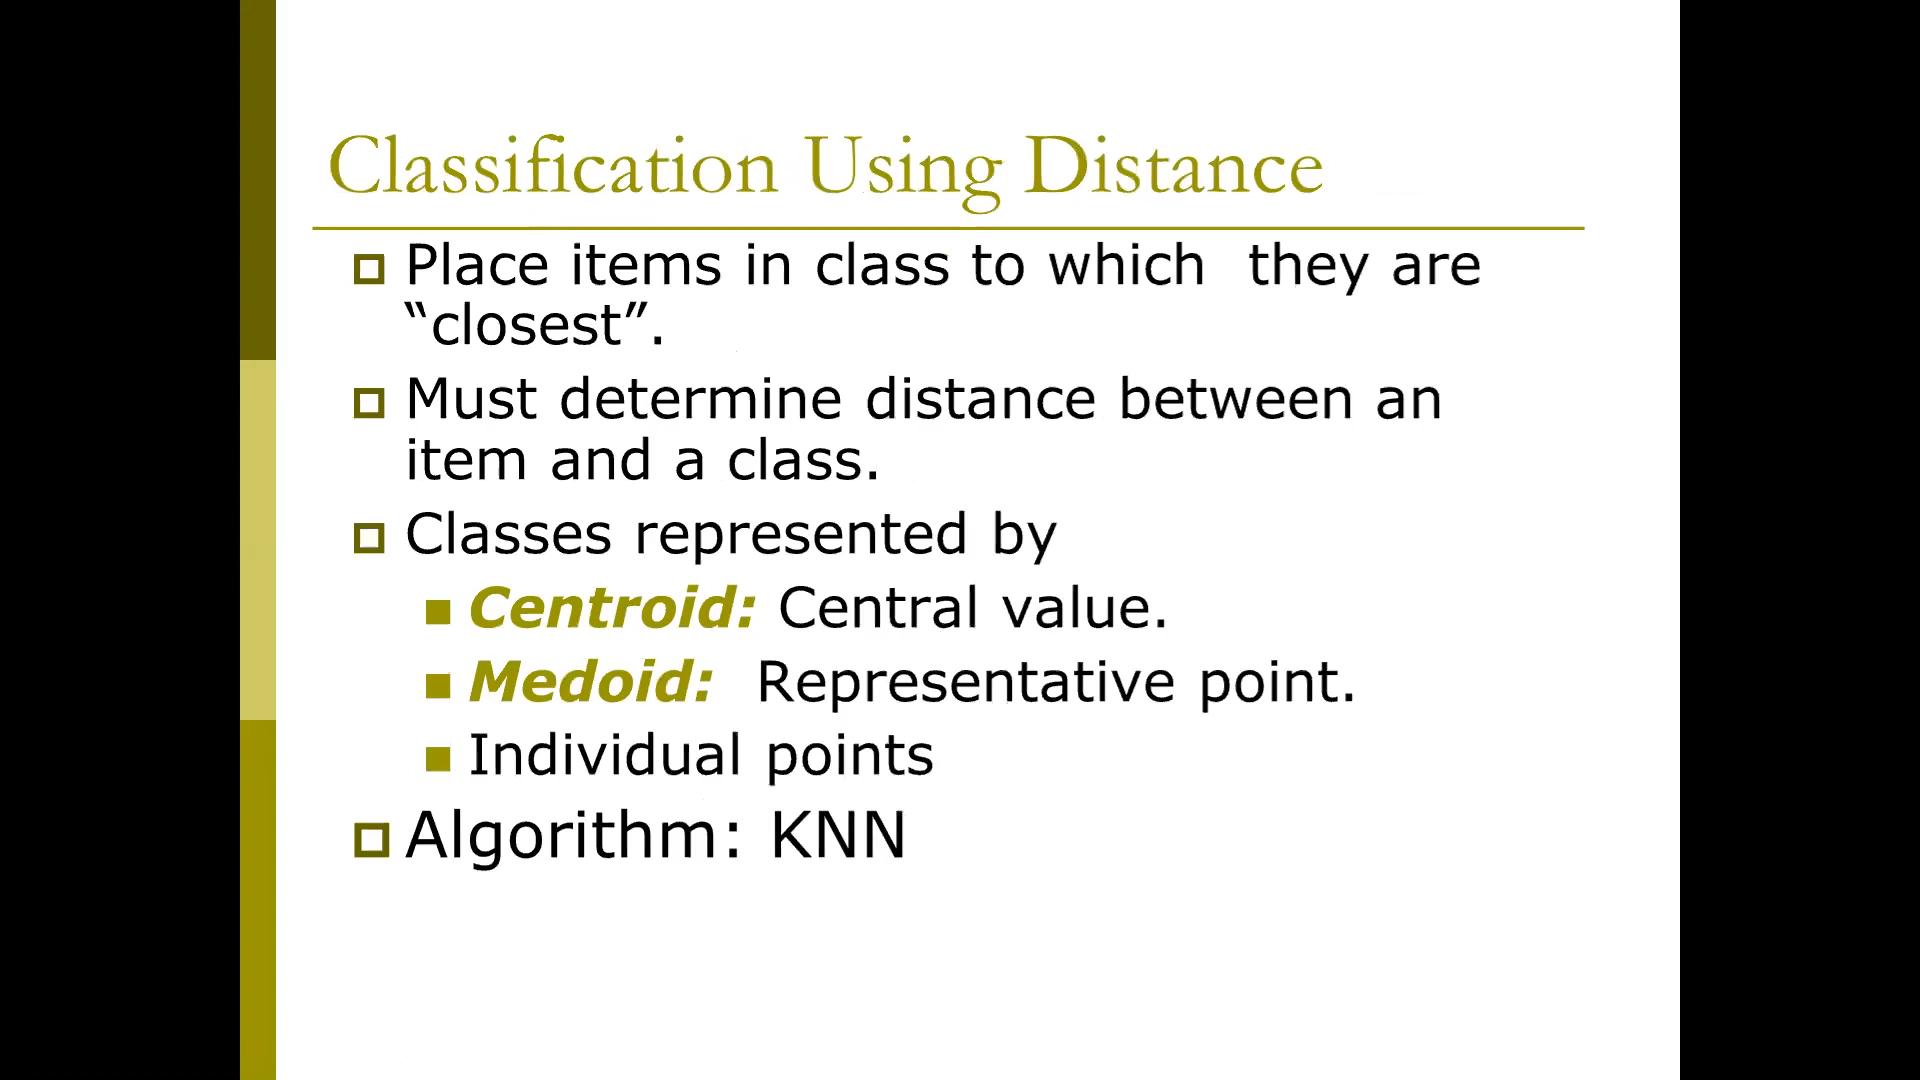 Classification Using Distance
Place items in class to which  they are
“closest”.
Must determine distance between an
item and a class.
Classes represented by
Centroid: Central value.
Medoid:  Representative point.
Individual points
Algorithm: KNN